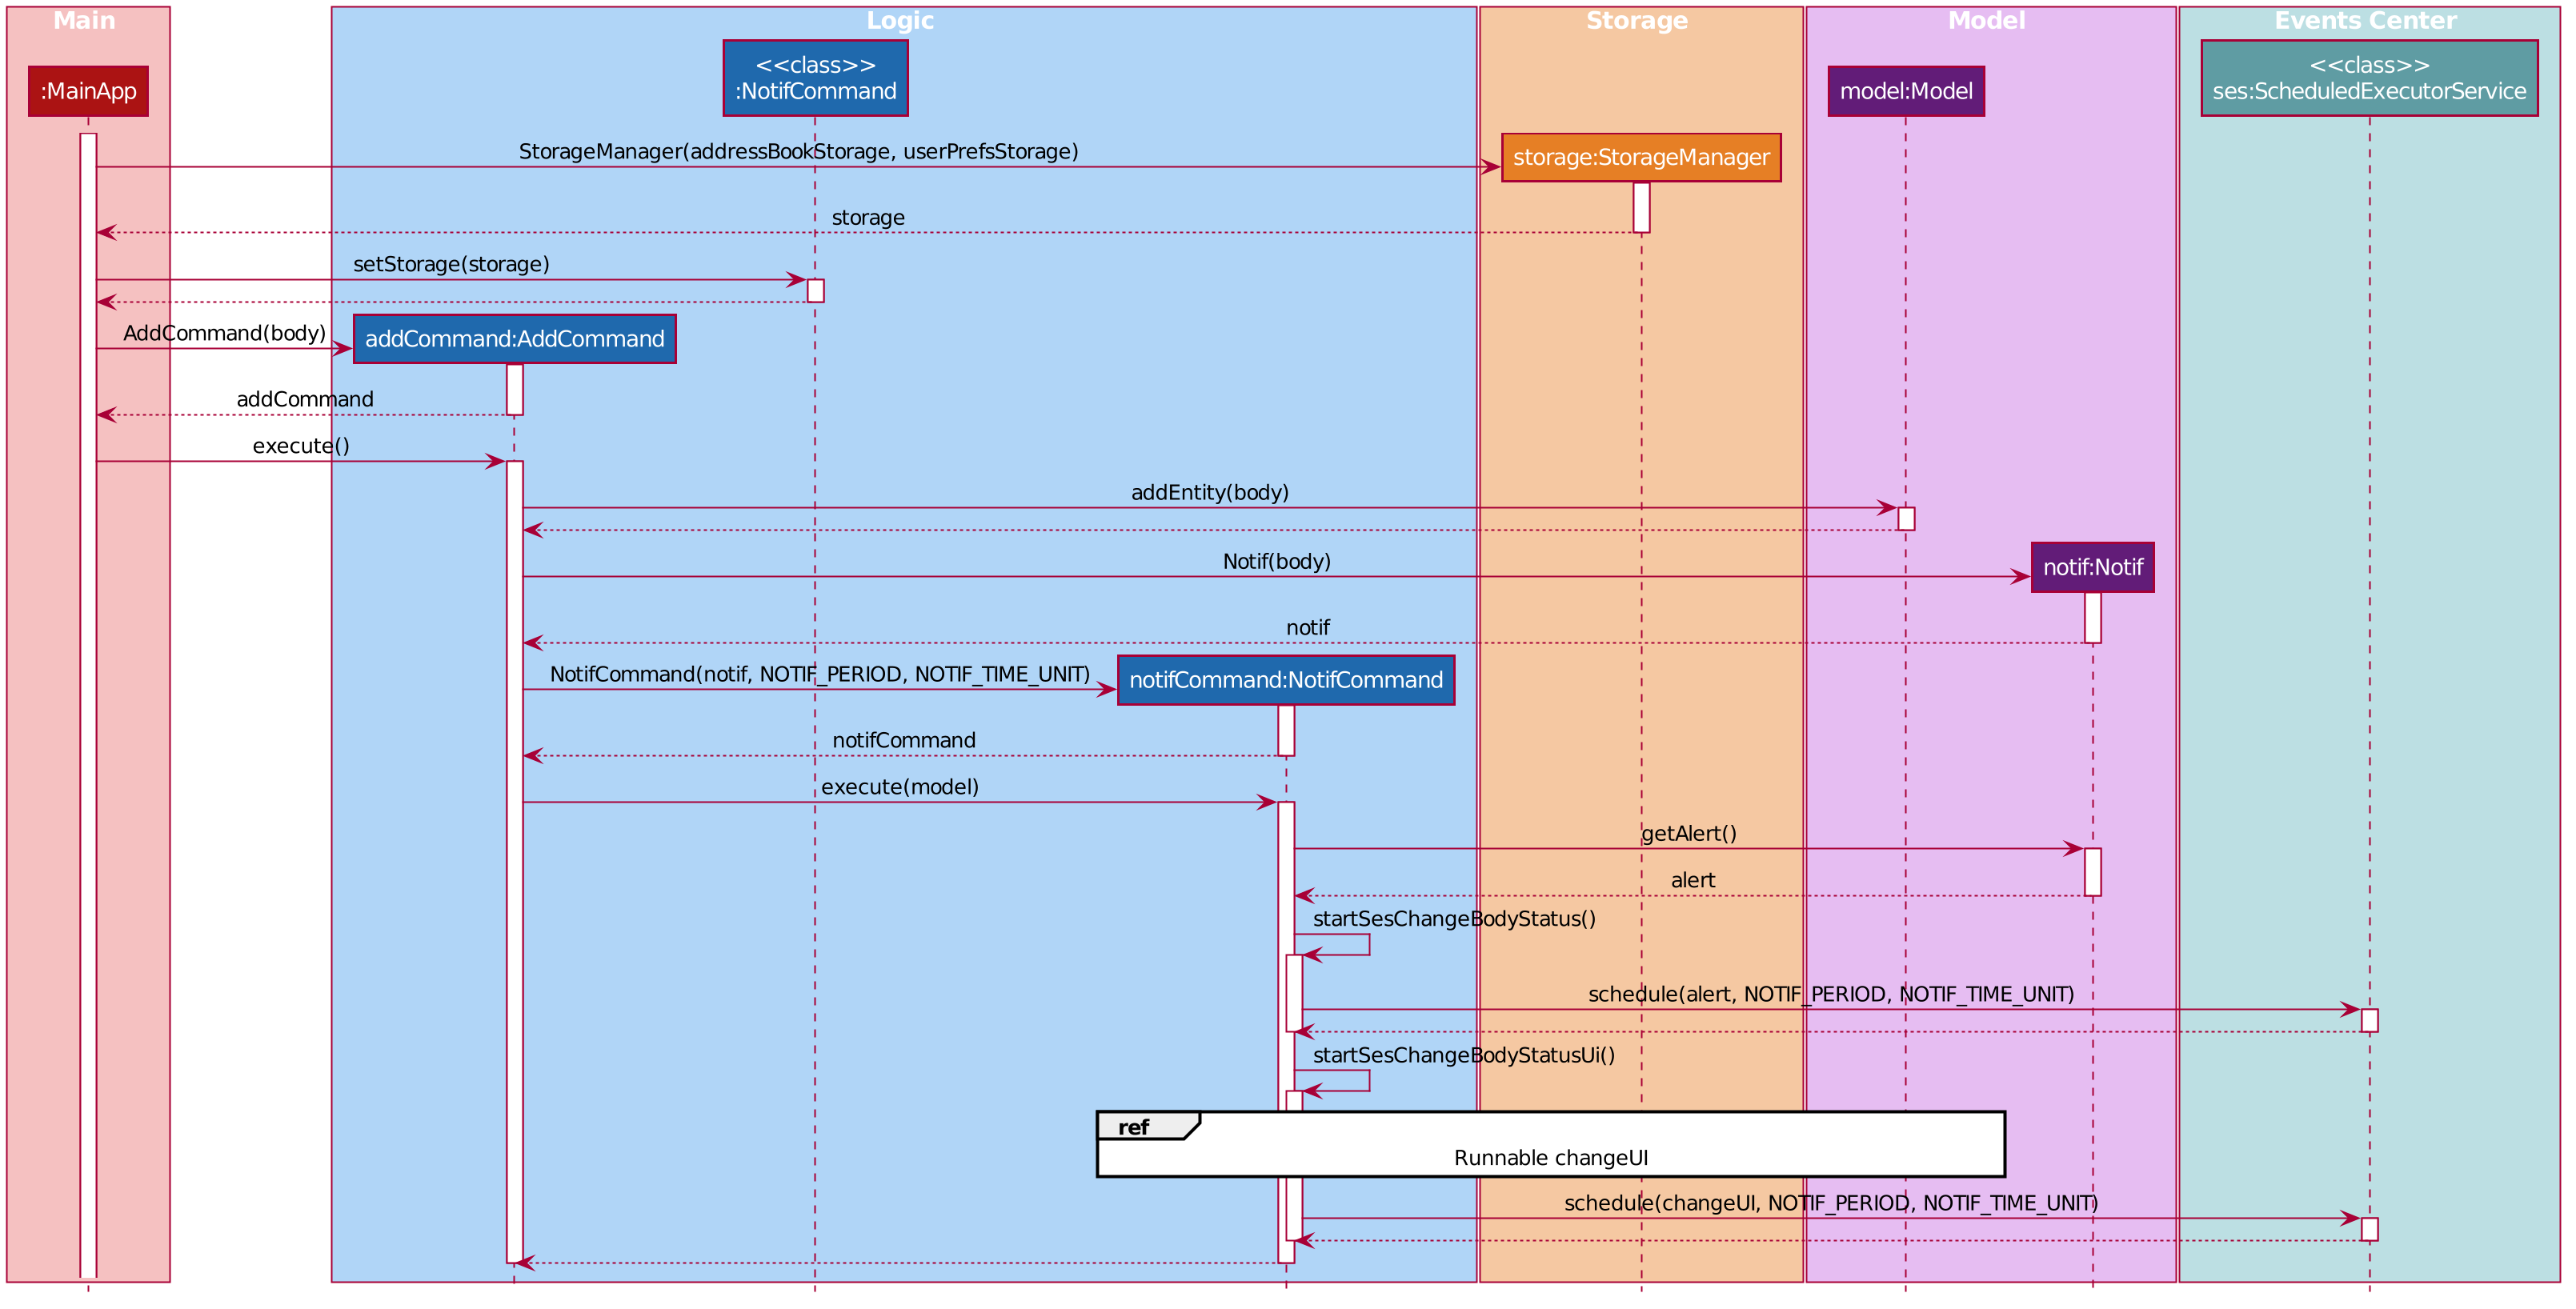 Main
Logic
Storage
Model
Events Center
<<class>>
:NotifCommand
<<class>>
ses:ScheduledExecutorService
:MainApp
model:Model
StorageManager(addressBookStorage, userPrefsStorage)
storage:StorageManager
storage
setStorage(storage)
AddCommand(body)
addCommand:AddCommand
addCommand
execute()
addEntity(body)
Notif(body)
notif:Notif
notif
NotifCommand(notif, NOTIF_PERIOD, NOTIF_TIME_UNIT)
notifCommand:NotifCommand
notifCommand
execute(model)
getAlert()
alert
startSesChangeBodyStatus()
schedule(alert, NOTIF_PERIOD, NOTIF_TIME_UNIT)
startSesChangeBodyStatusUi()
ref
Runnable changeUI
schedule(changeUI, NOTIF_PERIOD, NOTIF_TIME_UNIT)